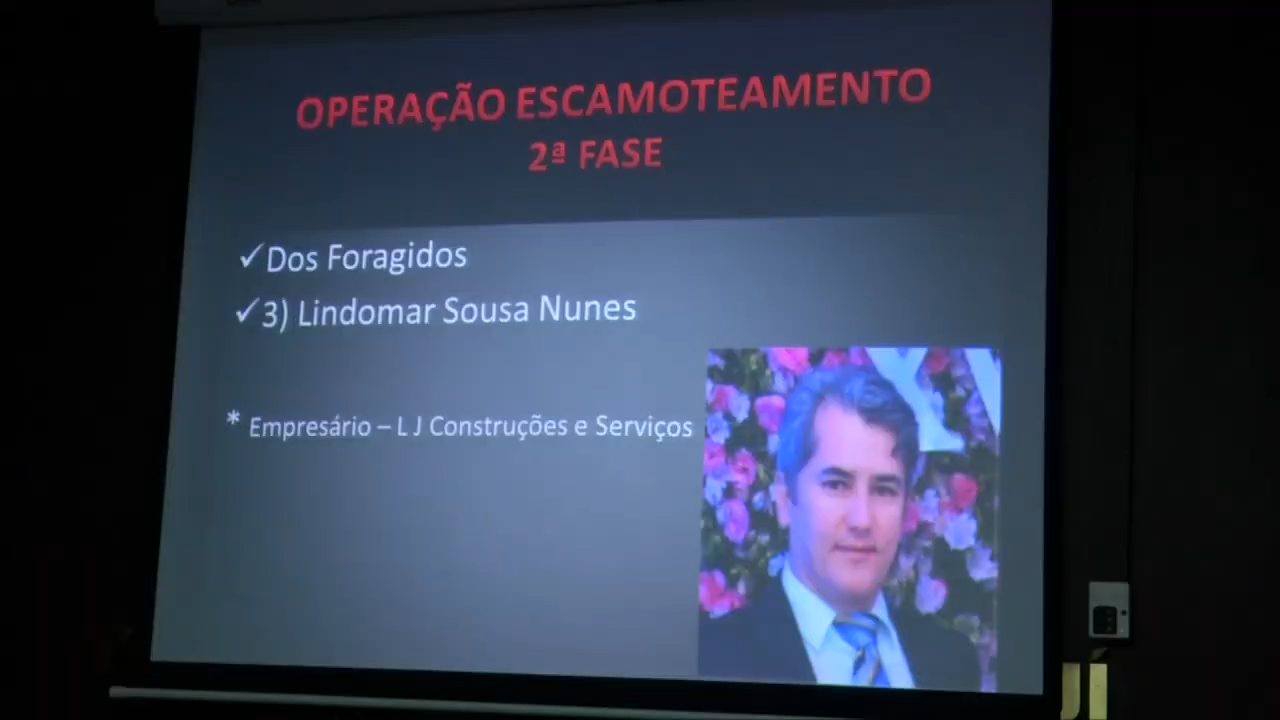 OPERAÇÃO ESCAMOTEAMENTO
2ª FASE
✓Dos Foragidos
✓3) Lindomar Sousa Nunes
* Empresário – L J Construções e Serviços